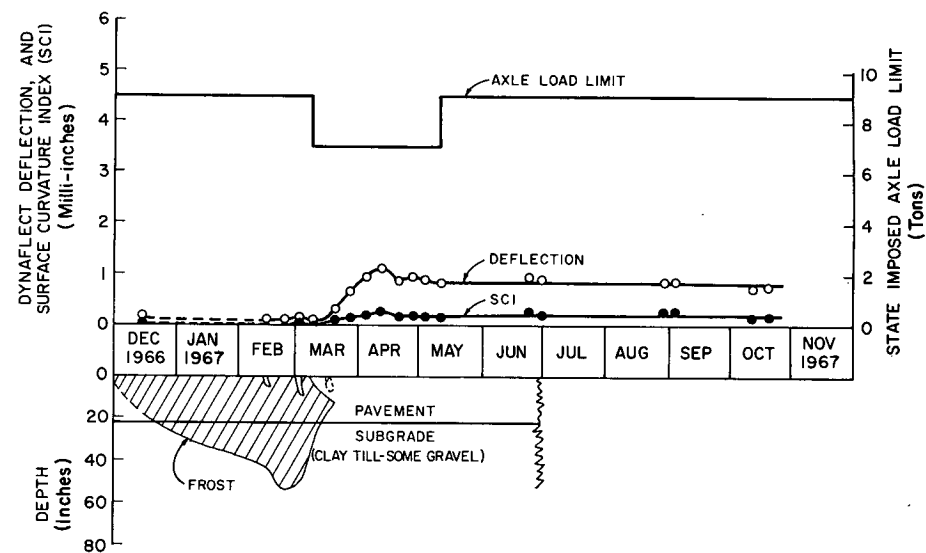 DYNAFLECT DEFLECTION, AND
SURFACE CURVATURE INDEX (SCI)
(Milli-inches)
6
5
4
3
2
1
0
AXLE LOAD LIMIT
DEFLECTION
SCI
10
8
6
4
2
0
STATE IMPOSED AXLE LOAD LIMIT
(Tons)
DEC
1966
JAN
1967
FEB
MAR
APR
MAY
JUN
JUL
AUG
SEP
OCT
NOV
1967
DEPTH
(inches)
0
20
40
60
80
PAVEMENT
SUBGRADE
(CLAY TILL-SOME GRAVEL)
FROST